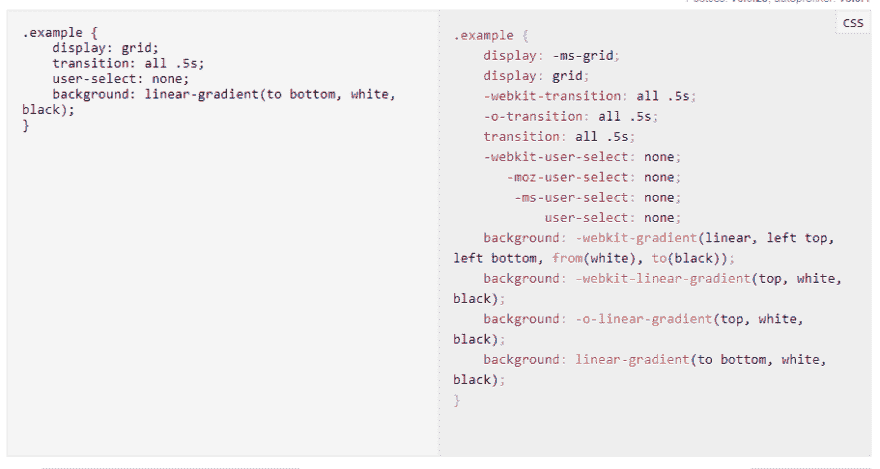 .example {
display: grid;
transition: all .5s;
user-select: none;
background: linear-gradient(to bottom, white,
black);
}
css
.example {
display: -ms-grid;
display: grid;
-webkit-transition: all .5s;
-o-transition: all .5s;
transition: all .5s;
-webkit-user-select: none;
-moz-user-select: none;
-ms-user-select: none;
user-select: none;
background: -webkit-gradient(linear, left top,
left bottom, from(white), to(black));
background: -webkit-linear-gradient(top, white,
black);
background: -o-linear-gradient(top, white,
black);
background: linear-gradient(to bottom, white,
black);
}